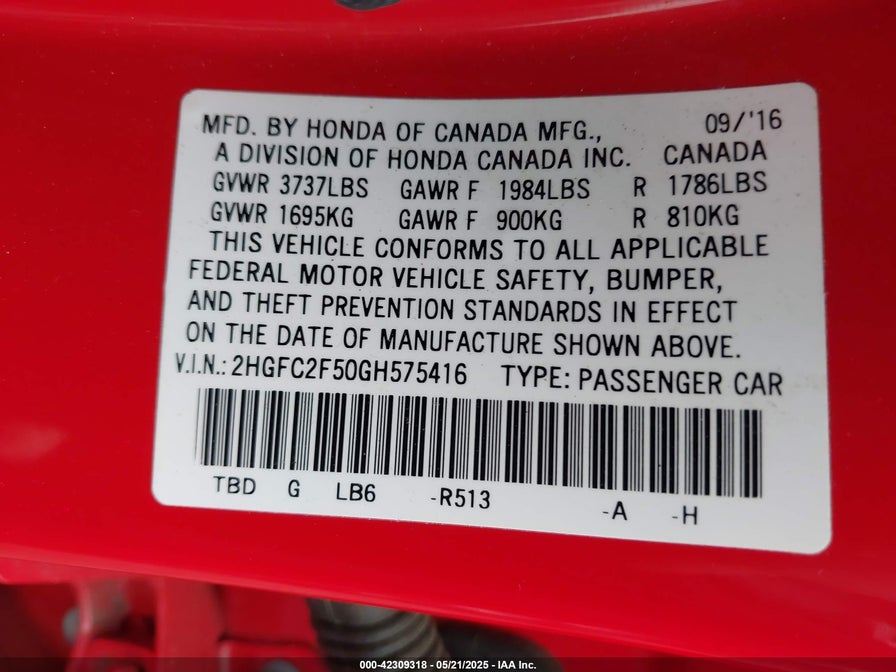 MFD. BY HONDA OF CANADA MFG., 09/'16
A DIVISION OF HONDA CANADA INC. CANADA
GVWR 3737LBS GAWR F 1984LBS R 1786LBS
GVWR 1695KG GAWR F 900KG R 810KG
THIS VEHICLE CONFORMS TO ALL APPLICABLE
FEDERAL MOTOR VEHICLE SAFETY, BUMPER,
AND THEFT PREVENTION STANDARDS IN EFFECT
ON THE DATE OF MANUFACTURE SHOWN ABOVE.
V.I.N.: 2HGFC2F50GH575416 TYPE: PASSENGER CAR
TBD G LB6 -R513 -A -H
000-42309318 - 05/21/2025 - IAA Inc.